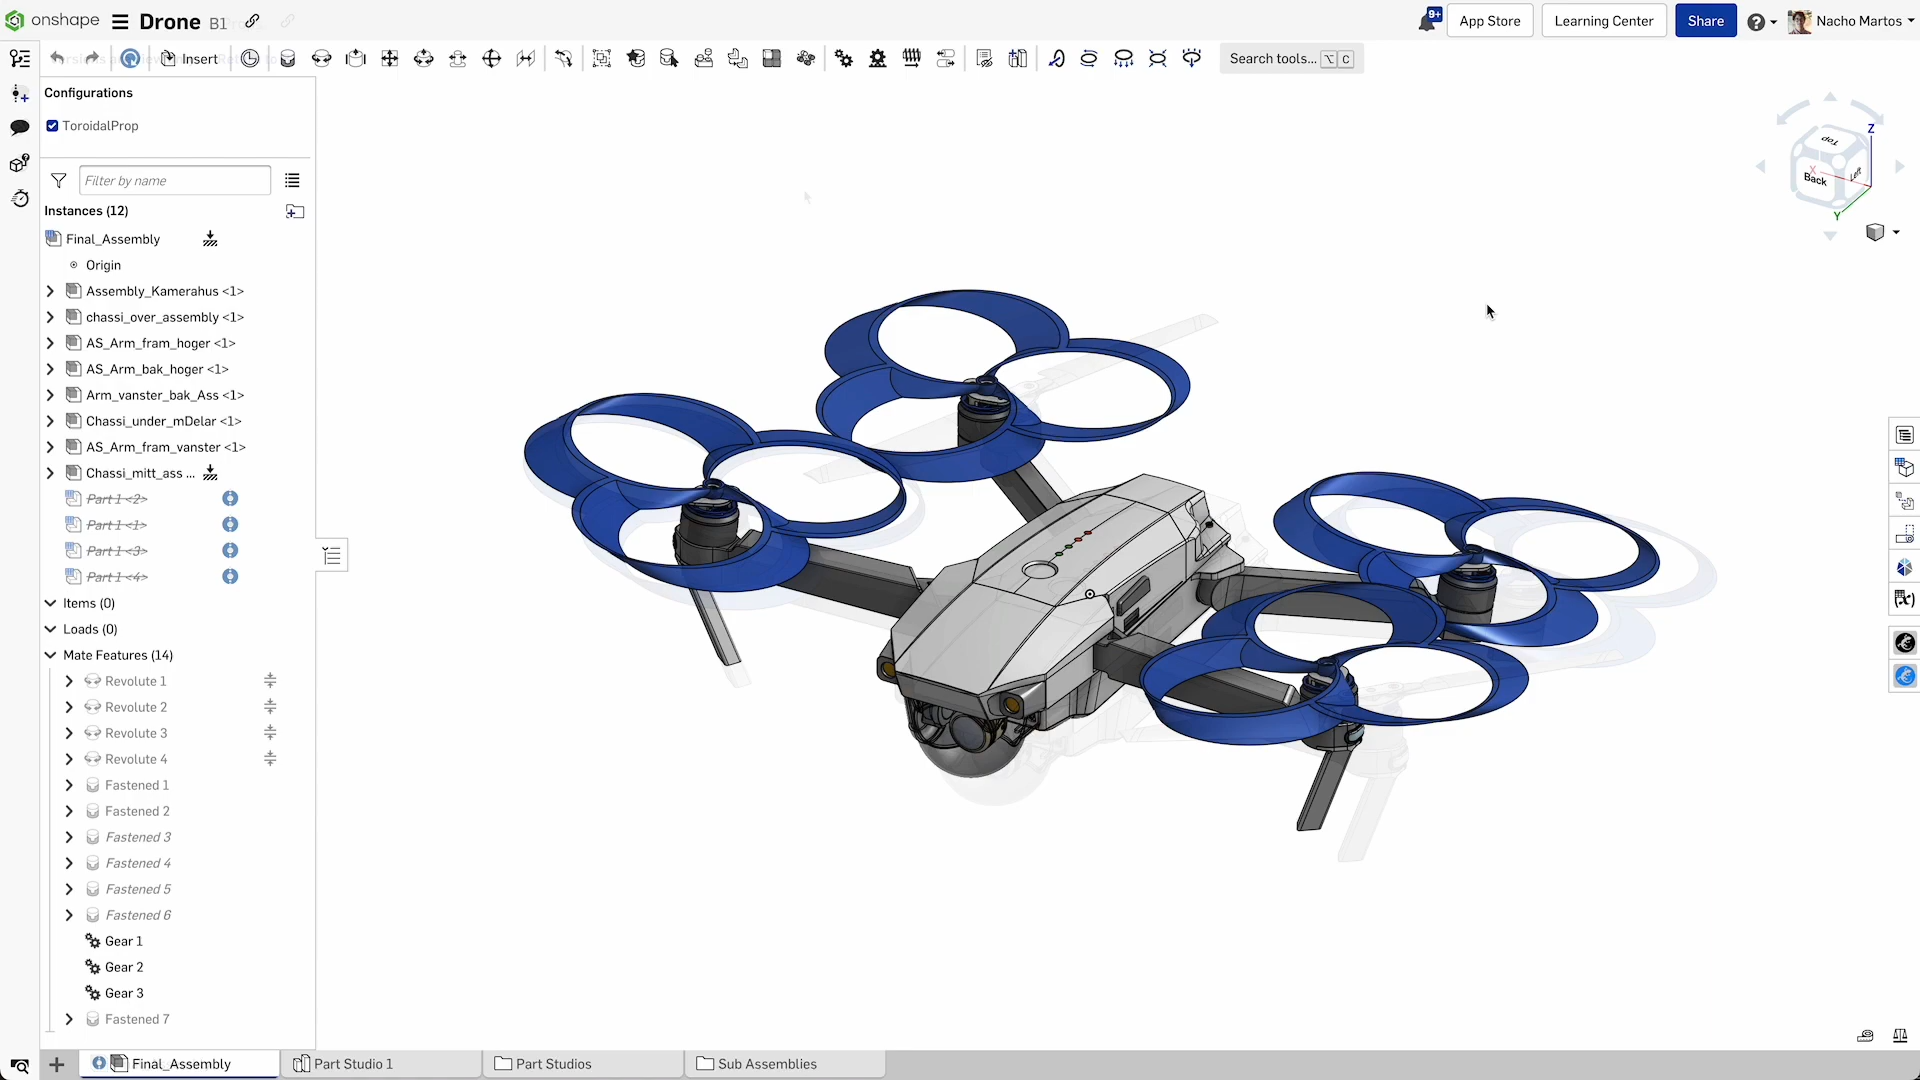 onshape Drone B1 9+ App Store Learning Center Share Nacho Martos
Insert Search tools... ⌥ C
Configurations
ToroidalProp
Filter by name
Instances (12)
Final_Assembly
Origin
Assembly_Kamerahus <1>
chassi_over_assembly <1>
AS_Arm_fram_hoger <1>
AS_Arm_bak_hoger <1>
Arm_vanster_bak_Ass <1>
Chassi_under_mDelar <1>
AS_Arm_fram_vanster <1>
Chassi_mitt_ass ...
Part 1 <2>
Part 1 <1>
Part 1 <3>
Part 1 <4>
Items (0)
Loads (0)
Mate Features (14)
Revolute 1
Revolute 2
Revolute 3
Revolute 4
Fastened 1
Fastened 2
Fastened 3
Fastened 4
Fastened 5
Fastened 6
Gear 1
Gear 2
Gear 3
Fastened 7
Z
Top
X
Back
Left
Y
(x)
Final_Assembly Part Studio 1 Part Studios Sub Assemblies